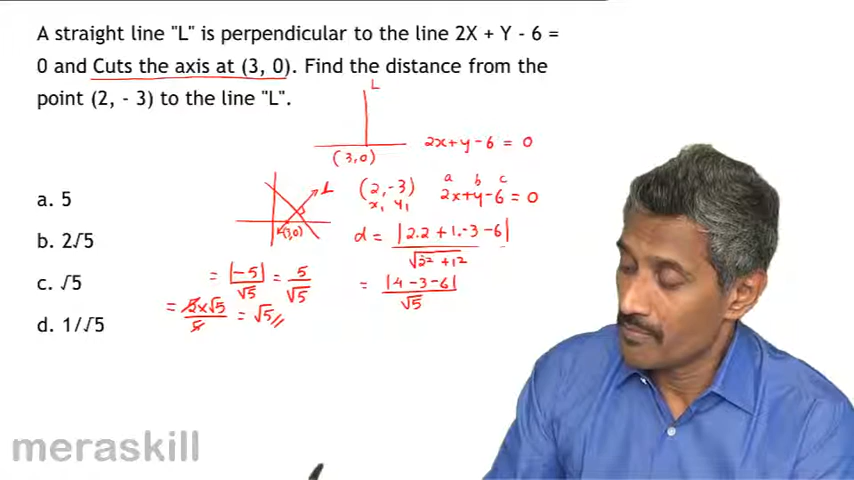 A straight line "L" is perpendicular to the line 2X + Y - 6 =
0 and Cuts the axis at (3, 0). Find the distance from the
point (2, - 3) to the line "L".
L
(3,0)
2x+y-6 = 0
a. 5
b. 2√5
c. √5
d. 1/√5
L
(3,0)
(2,-3)
x₁ y₁
a b c
2x+y-6 = 0
d = |2.2 + 1.-3 -6|
√2² + 1²
= |4 -3 -6|
√5
= |-5| = 5
√5 √5
= 5x√5 = √5//
5
meraskill